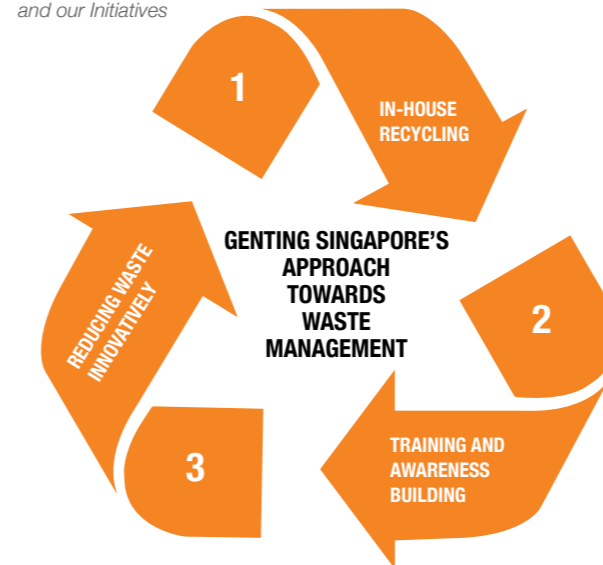 and our Initiatives
1
IN-HOUSE
RECYCLING
GENTING SINGAPORE'S
APPROACH
TOWARDS
WASTE
MANAGEMENT
2
TRAINING AND
AWARENESS
BUILDING
3
REDUCING WASTE
INNOVATIVELY